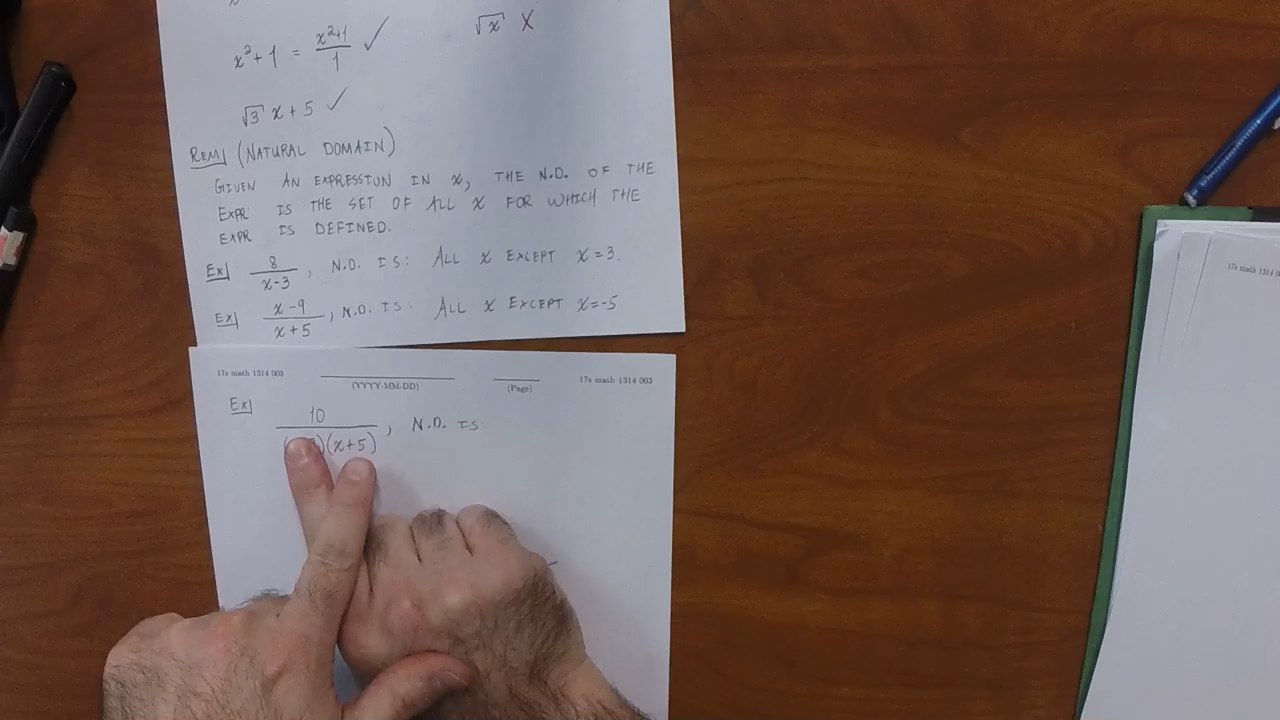 x²+1 = x²+1/1 ✓
√x X
√3 x+5 ✓
REM| (NATURAL DOMAIN)
GIVEN AN EXPRESSION IN x, THE N.D. OF THE
EXPR. IS THE SET OF ALL x FOR WHICH THE
EXPR IS DEFINED.
Ex| 8/x-3, N.D. IS: ALL x EXCEPT x=3.
Ex| x-9/x+5, N.D. IS: ALL x EXCEPT x=-5
17s math 1314 003 (YYYY-MM-DD) (Page) 17s math 1314 003
Ex| 10/ )(x+5), N.D. IS:
17s math 1314